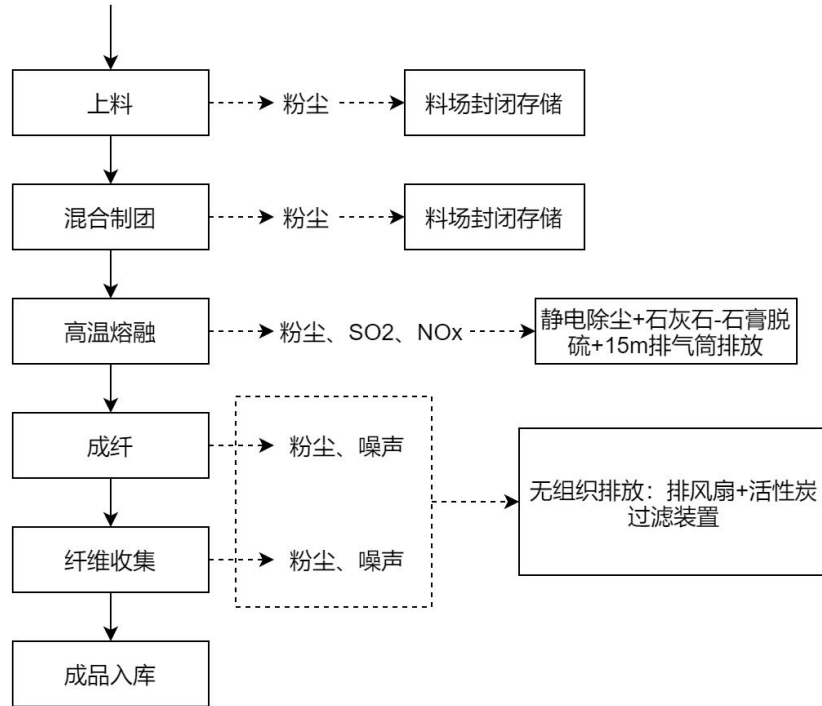 上料
粉尘
料场封闭存储
混合制团
粉尘
料场封闭存储
高温熔融
粉尘、SO2、NOx
静电除尘+石灰石-石膏脱
硫+15m排气筒排放
成纤
粉尘、噪声
无组织排放：排风扇+活性炭
过滤装置
纤维收集
粉尘、噪声
成品入库